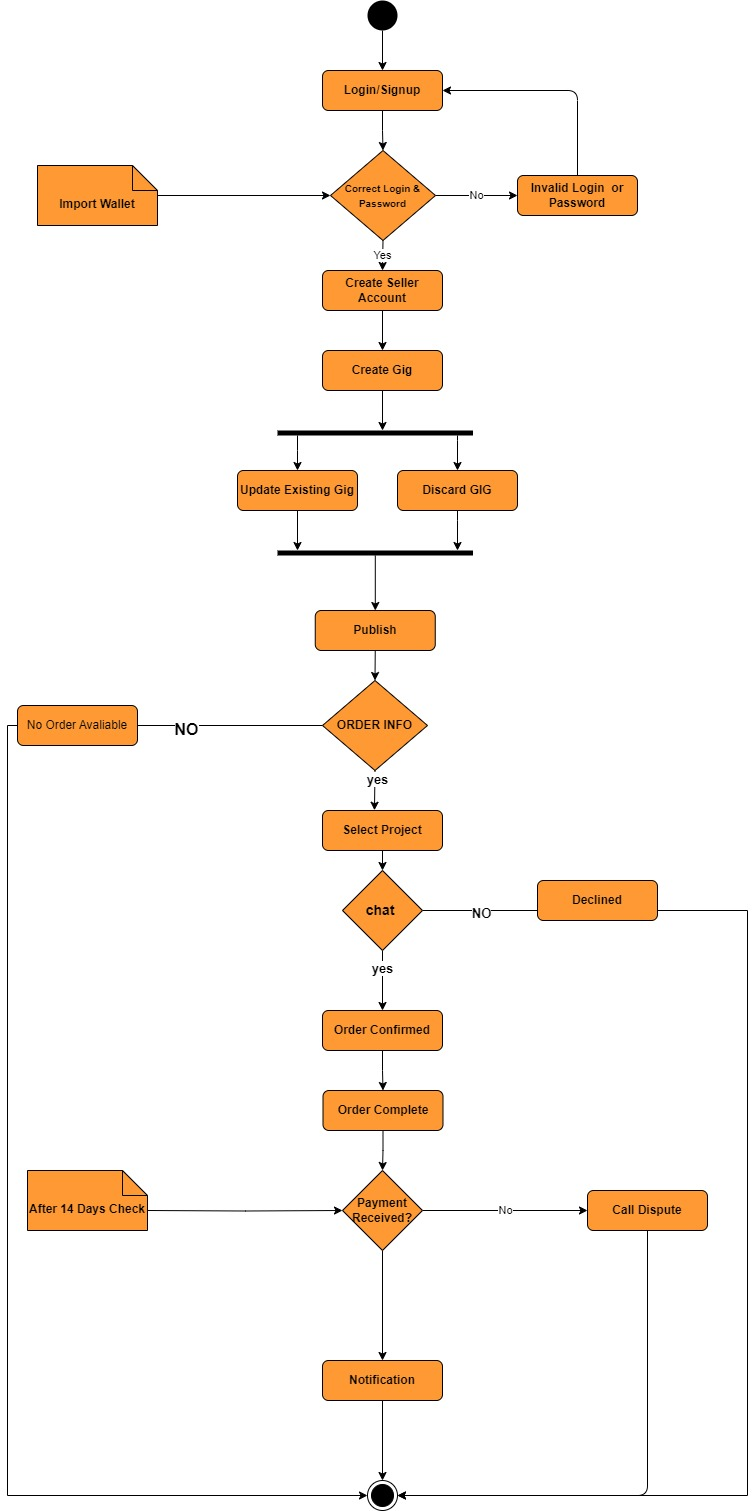 Login/Signup
Correct Login &
Password
Import Wallet
No
Invalid Login or
Password
Yes
Create Seller
Account
Create Gig
Update Existing Gig
Discard GIG
Publish
No Order Avaliable
NO
ORDER INFO
yes
Select Project
chat
NO
Declined
yes
Order Confirmed
Order Complete
After 14 Days Check
Payment
Received?
No
Call Dispute
Notification